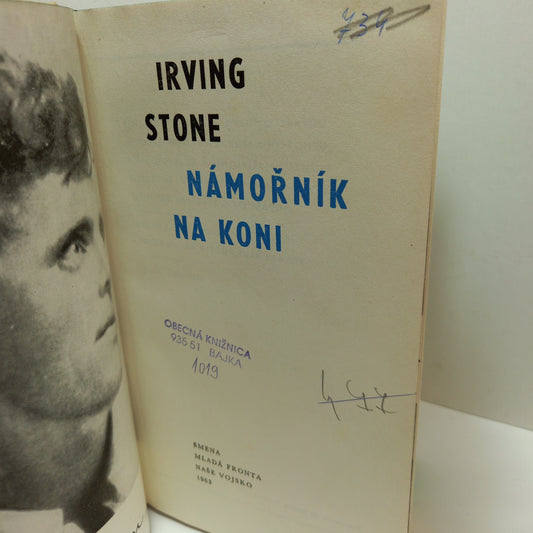 IRVING
STONE
NÁMOŘNÍK
NA KONI
OBECNÁ KNIŽNICA
935 51 BAJKA
1019
SMENA
MLADÁ FRONTA
NAŠE VOJSKO
1963